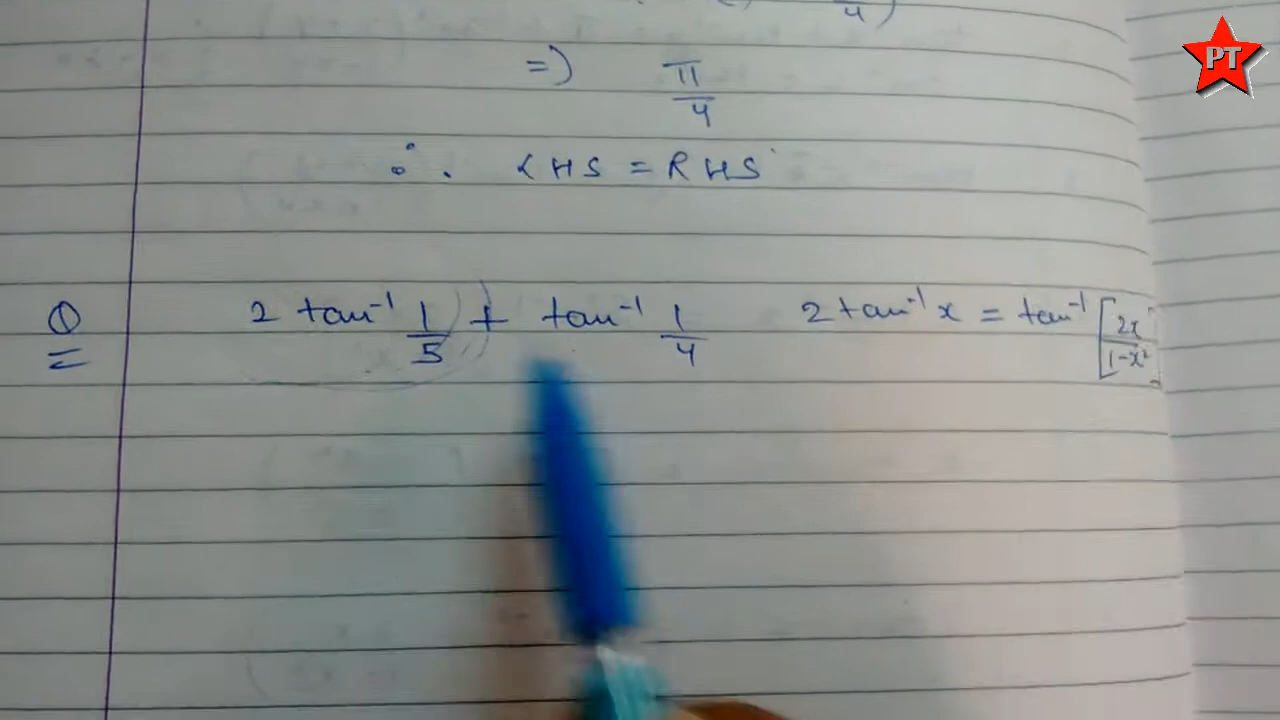 4)
=) π/4
∴ LHS = RHS
Q 2 tan⁻¹ 1/5 + tan⁻¹ 1/4 2 tan⁻¹ x = tan⁻¹ [2x/1-x²]
PT